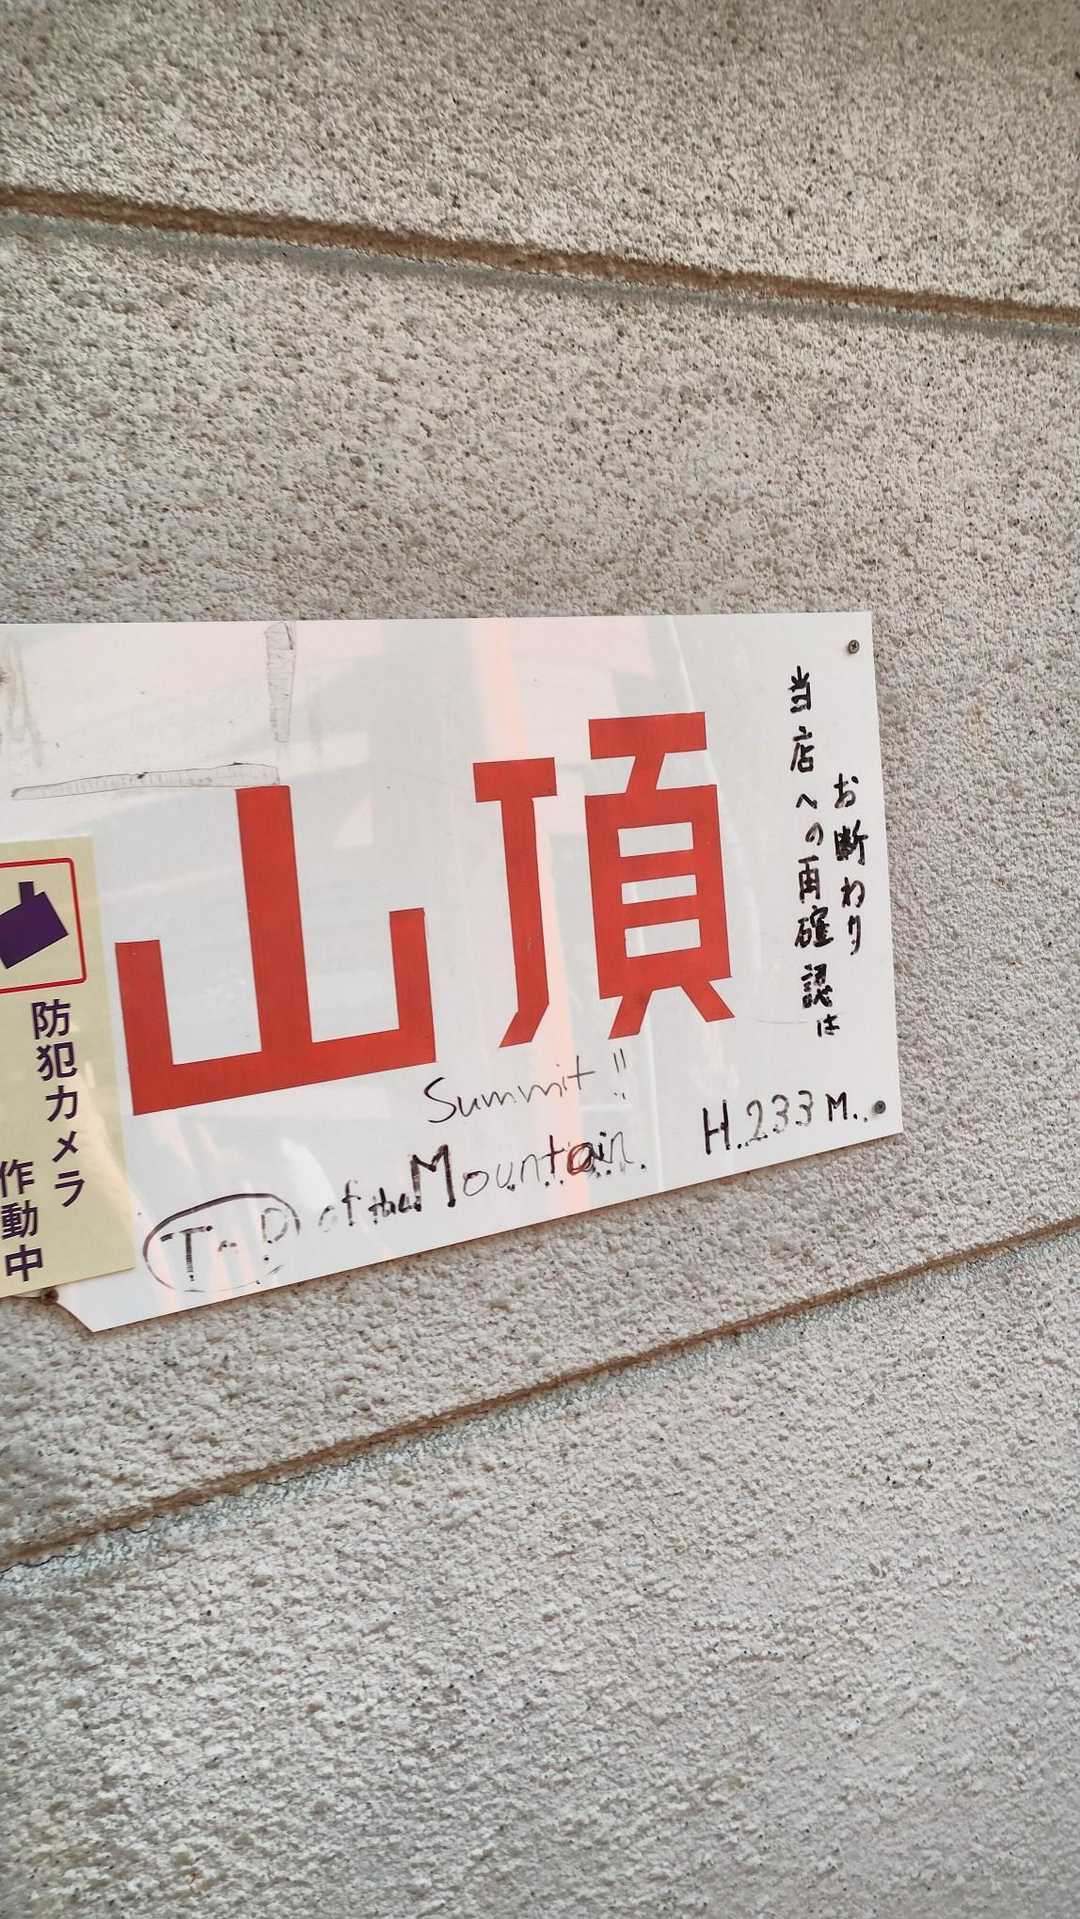 山頂
当店への再確認は
お断わり
Summit!!
Top of the Mountain
H.233M.
防犯カメラ
作動中